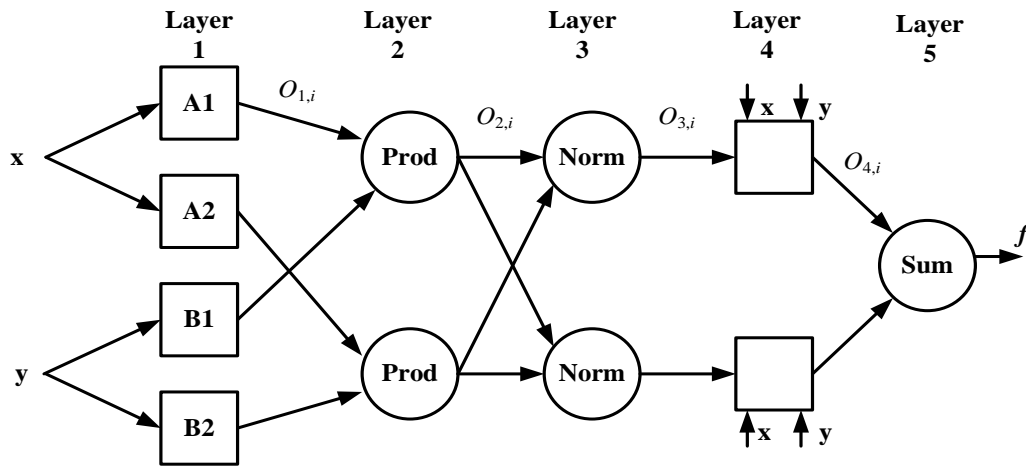 Layer
1
Layer
2
Layer
3
Layer
4
Layer
5
A1
O1,i
x
y
O2,i
O3,i
Prod
Norm
x
O4,i
A2
f
Sum
B1
y
Prod
Norm
B2
x
y